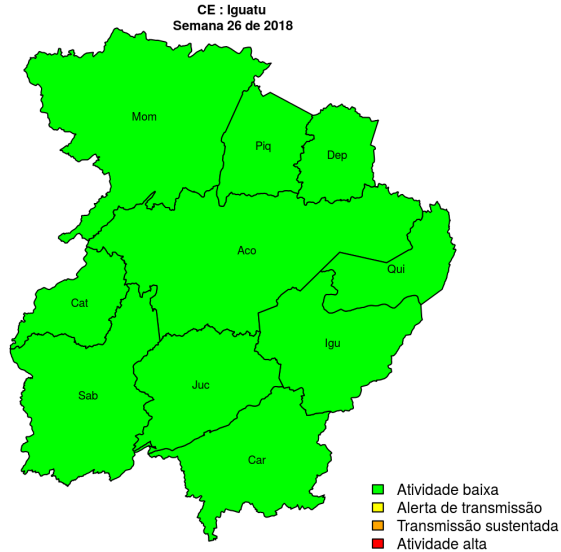 CE : Iguatu
Semana 26 de 2018
Mom
Piq
Dep
Aco
Qui
Cat
Igu
Juc
Sab
Car
Atividade baixa
Alerta de transmissão
Transmissão sustentada
Atividade alta